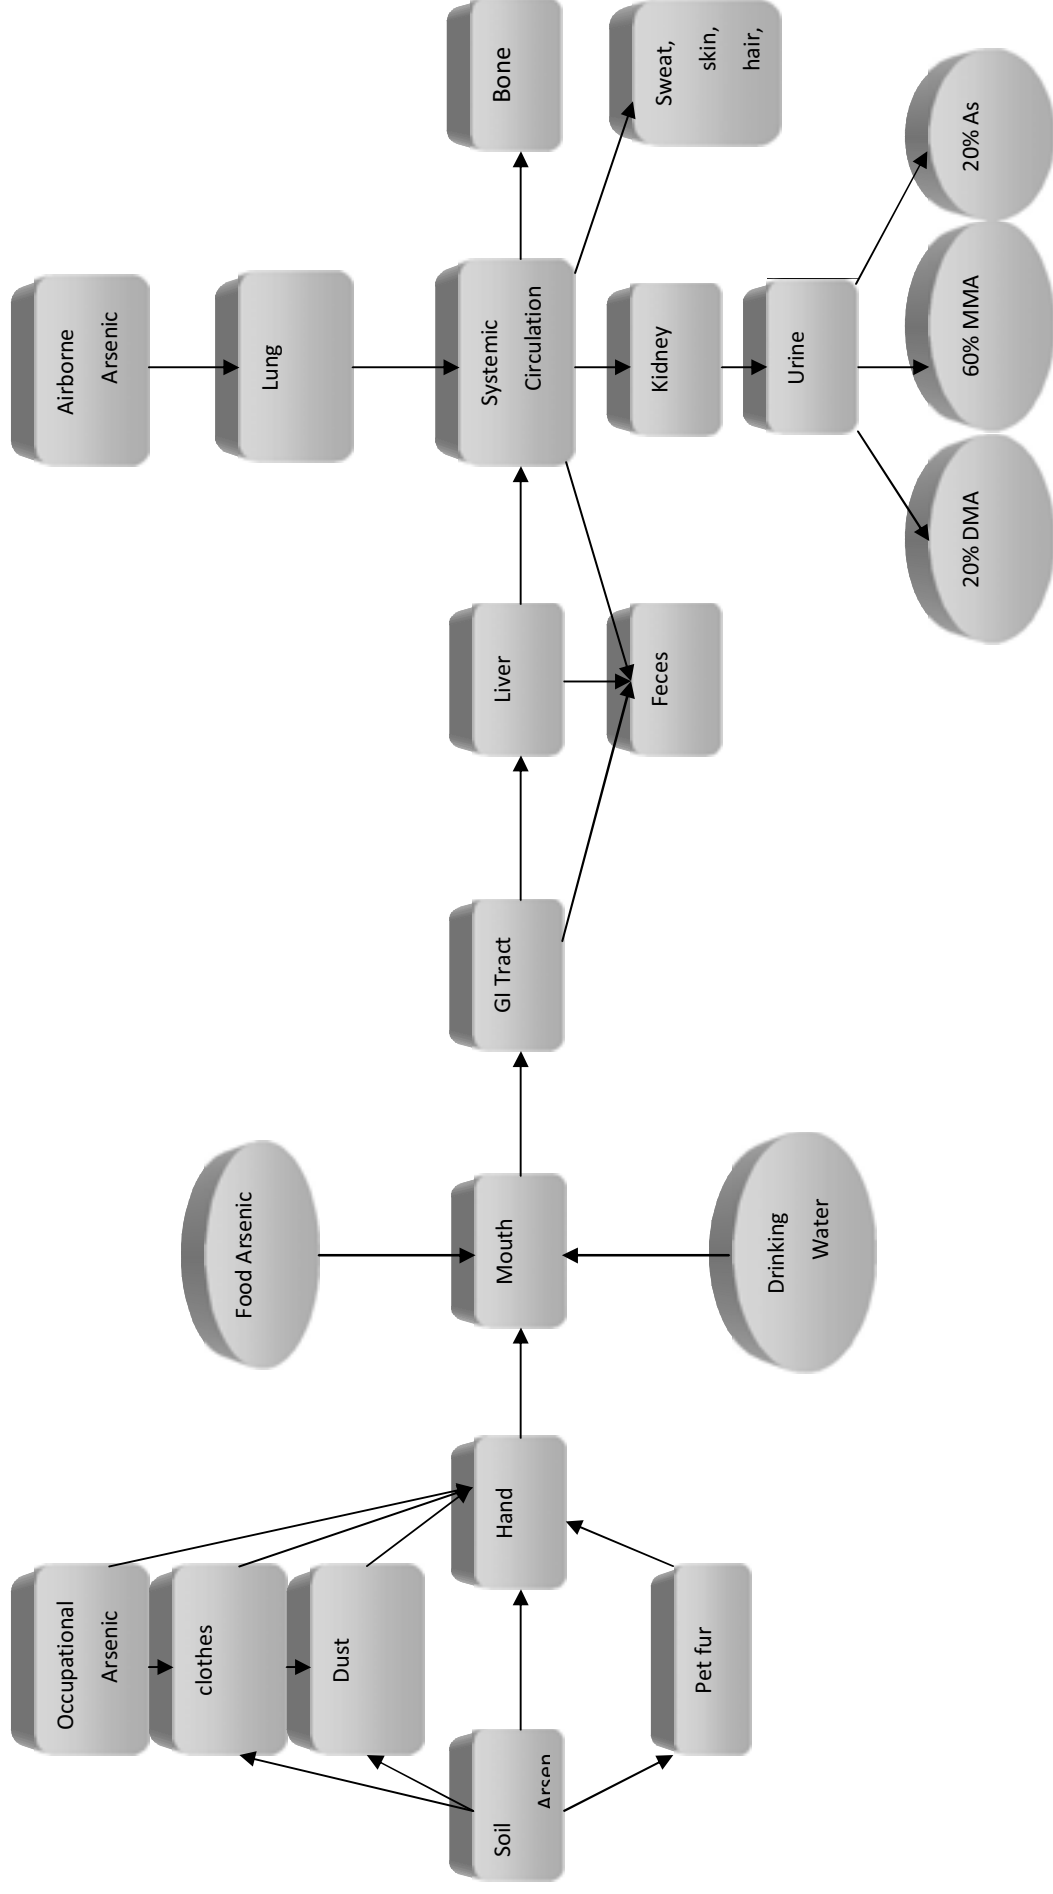 Airborne
Arsenic
Lung
Bone
Sweat,
skin,
hair,
Systemic
Circulation
Kidney
Urine
20% As
60% MMA
20% DMA
Liver
Feces
GI Tract
Food Arsenic
Mouth
Drinking
Water
Occupational
Arsenic
clothes
Dust
Hand
Pet fur
Soil
Arsen